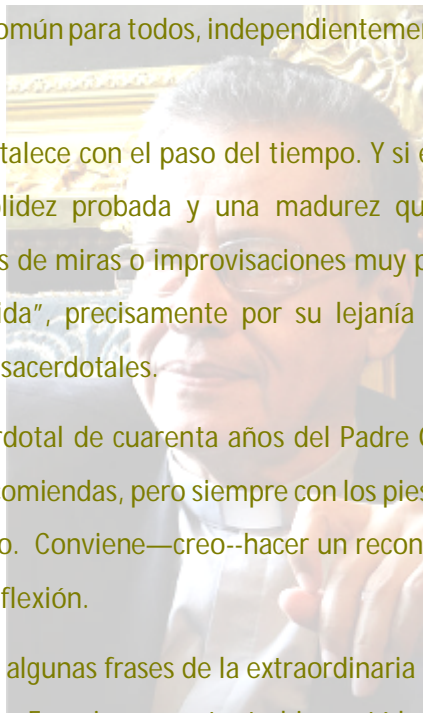 omún para todos, independientemen
talece con el paso del tiempo. Y si e
lidez probada y una madurez qu
s de miras o improvisaciones muy p
ida”, precisamente por su lejanía
sacerdotales.
rdotal de cuarenta años del Padre
comiendas, pero siempre con los pies
o. Conviene—creo--hacer un recon
flexión.
algunas frases de la extraordinaria